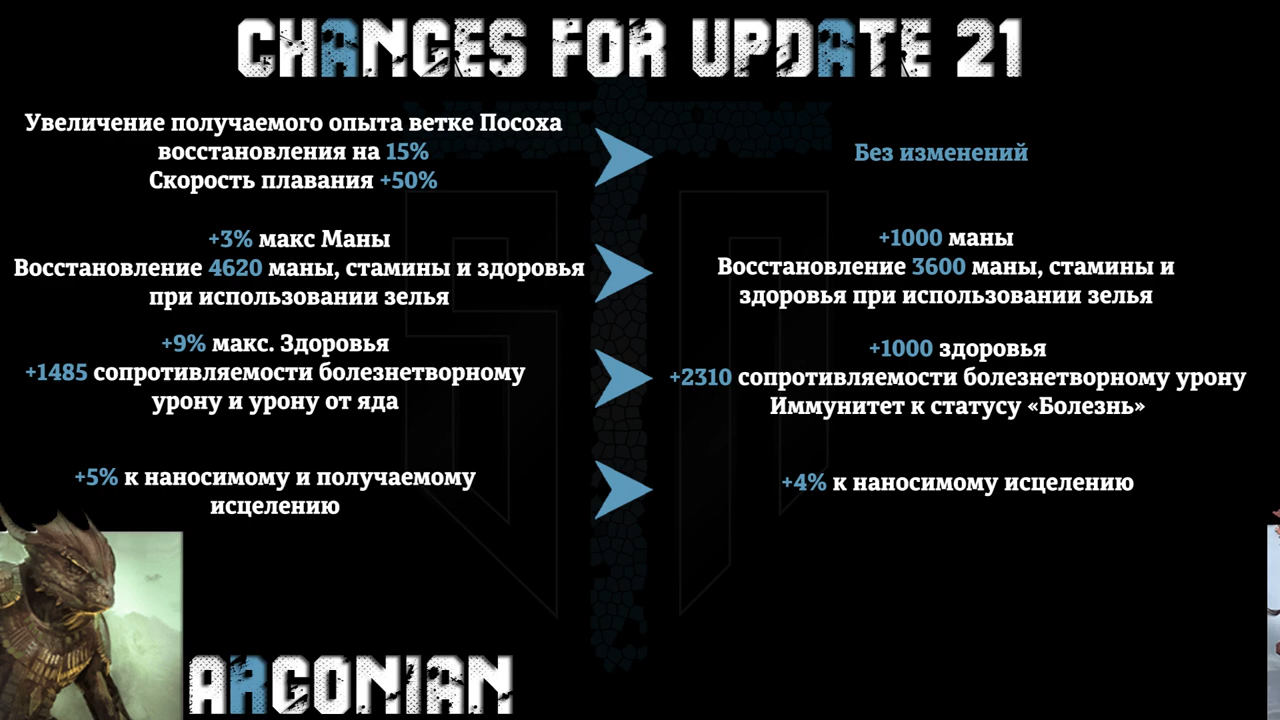 CHANGES FOR UPDATE 21
Увеличение получаемого опыта ветке Посоха
восстановления на 15%
Скорость плавания +50%
Без изменений
+3% макс Маны
Восстановление 4620 маны, стамины и здоровья
при использовании зелья
+1000 маны
Восстановление 3600 маны, стамины и
здоровья при использовании зелья
+9% макс. Здоровья
+1485 сопротивляемости болезнетворному
урону и урону от яда
+1000 здоровья
+2310 сопротивляемости болезнетворному урону
Иммунитет к статусу «Болезнь»
+5% к наносимому и получаемому
исцелению
+4% к наносимому исцелению
ARGONIAN